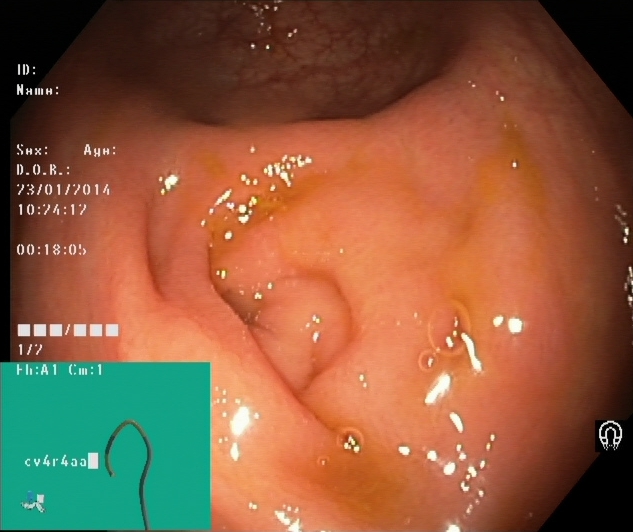 ID:
Name:
Sex: Age:
D.O.B.:
23/01/2014
10:24:12
00:18:05
■■■/■■■
1/2
Eh:A1 Cm:1
cv4r4aa